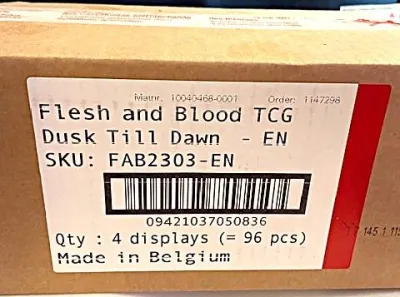 Matnr. 10040468-0001 Order: 1147298
Flesh and Blood TCG
Dusk Till Dawn - EN
SKU: FAB2303-EN
09421037050836
Qty : 4 displays (= 96 pcs)
Made in Belgium